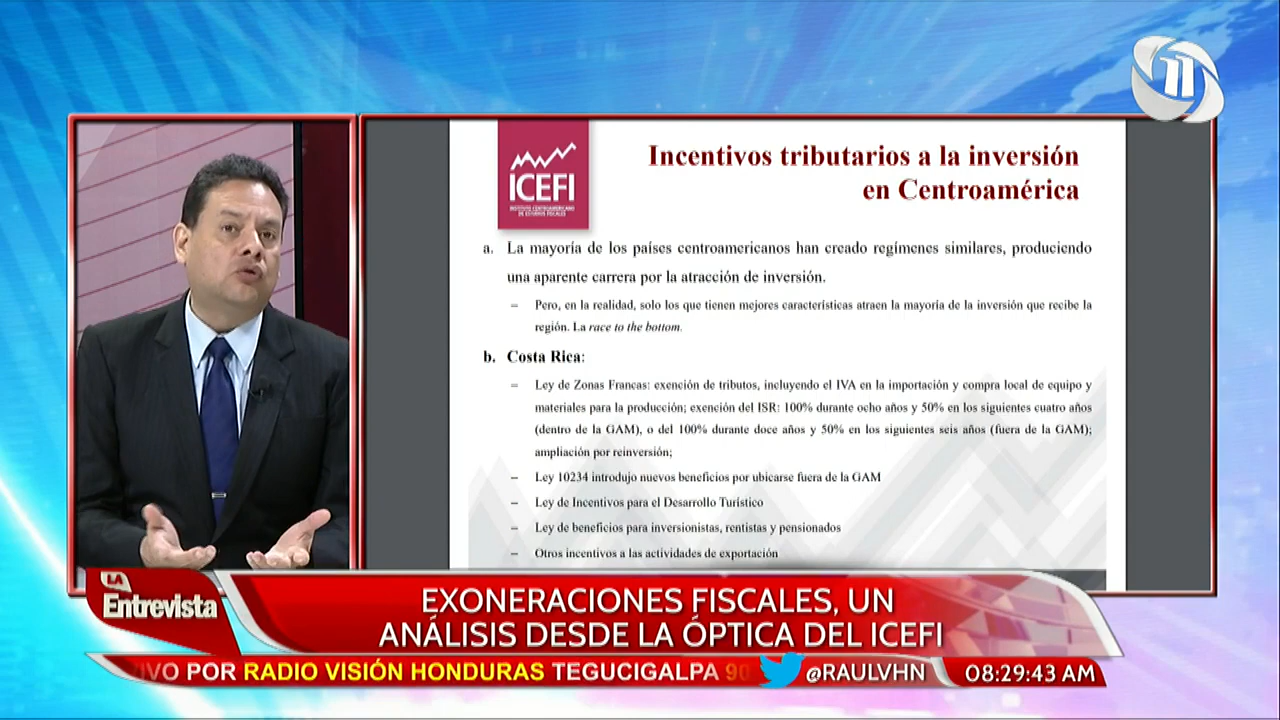 11
ICEFI
INSTITUTO CENTROAMERICANO
DE ESTUDIOS FISCALES
Incentivos tributarios a la inversión
en Centroamérica
a. La mayoría de los países centroamericanos han creado regímenes similares, produciendo
una aparente carrera por la atracción de inversión.
– Pero, en la realidad, solo los que tienen mejores características atraen la mayoría de la inversión que recibe la
región. La race to the bottom.
b. Costa Rica:
– Ley de Zonas Francas: exención de tributos, incluyendo el IVA en la importación y compra local de equipo y
materiales para la producción; exención del ISR: 100% durante ocho años y 50% en los siguientes cuatro años
(dentro de la GAM), o del 100% durante doce años y 50% en los siguientes seis años (fuera de la GAM);
ampliación por reinversión;
– Ley 10234 introdujo nuevos beneficios por ubicarse fuera de la GAM
– Ley de Incentivos para el Desarrollo Turístico
– Ley de beneficios para inversionistas, rentistas y pensionados
– Otros incentivos a las actividades de exportación
LA
Entrevista
EXONERACIONES FISCALES, UN
ANÁLISIS DESDE LA ÓPTICA DEL ICEFI
VIVO POR RADIO VISIÓN HONDURAS TEGUCIGALPA 90 @RAULVHN 08:29:43 AM